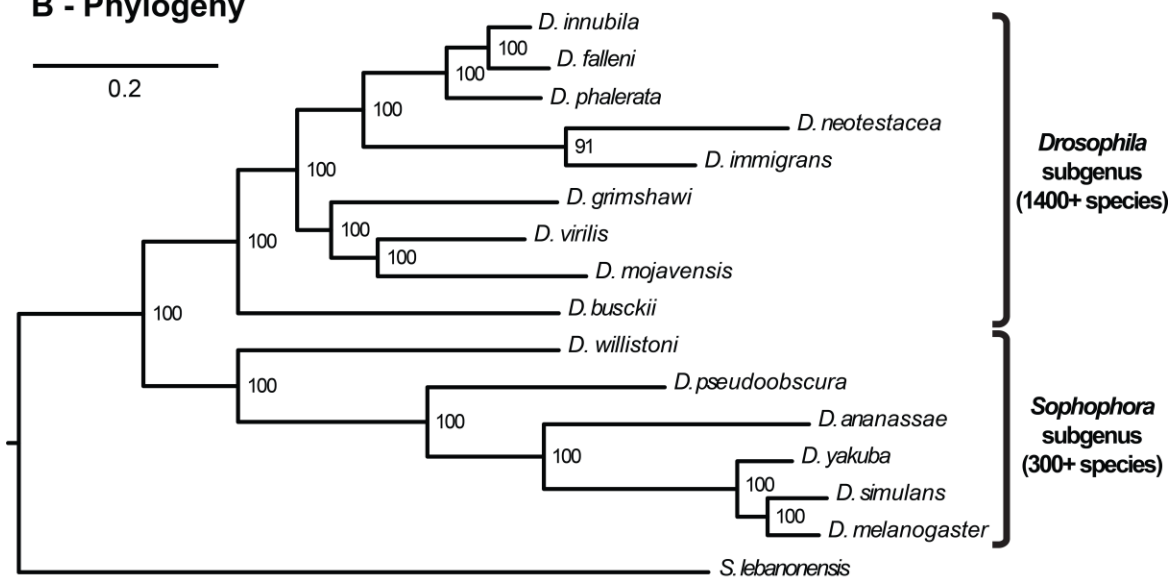 B - Phylogeny
0.2
D. innubila
100
D. falleni
100
D. phalerata
100
D. neotestacea
91
D. immigrans
100
D. grimshawi
100
D. virilis
100
D. mojavensis
100
D. busckii
100
D. willistoni
100
D. pseudoobscura
100
D. ananassae
100
D. yakuba
100
D. simulans
100
D. melanogaster
S. lebanonensis
Drosophila
subgenus
(1400+ species)
Sophophora
subgenus
(300+ species)